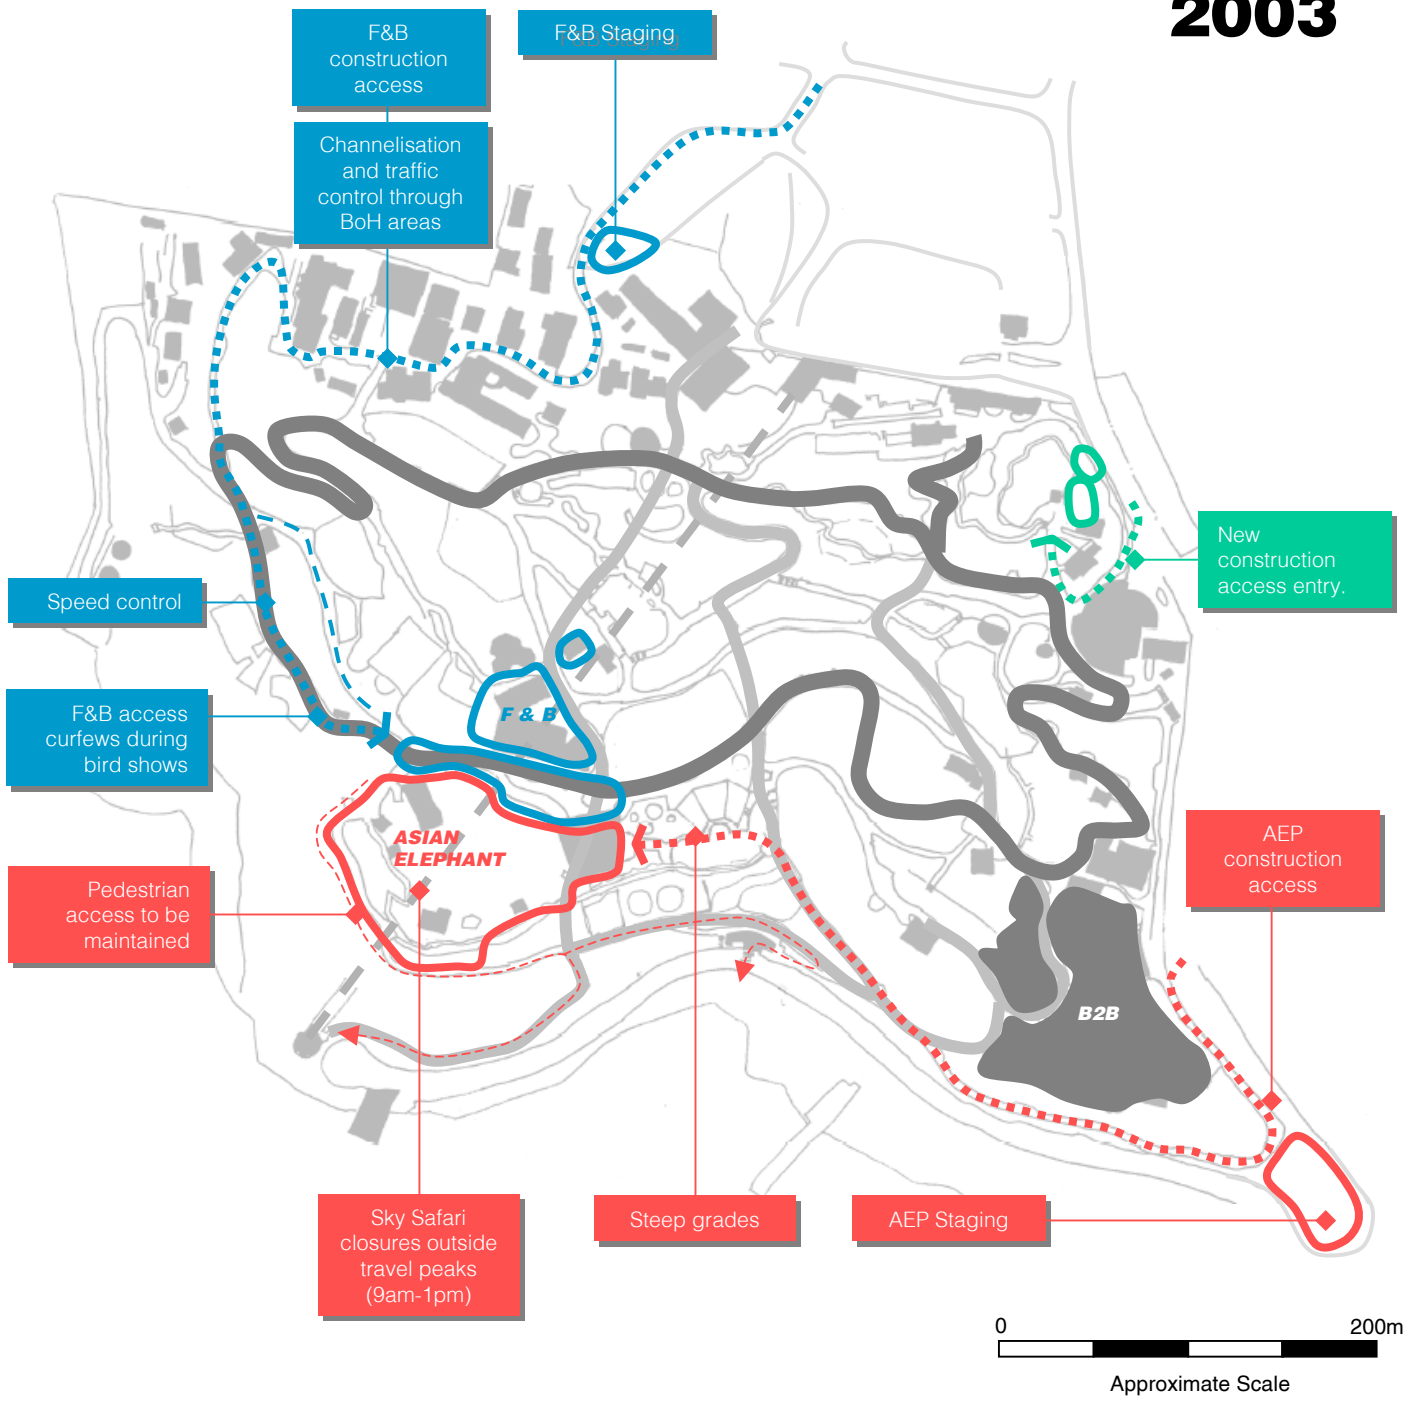 2003
F&B
construction
access
F&B Staging
Channelisation
and traffic
control through
BoH areas
New
construction
access entry.
Speed control
F&B access
curfews during
bird shows
F & B
ASIAN
ELEPHANT
Pedestrian
access to be
maintained
AEP
construction
access
B2B
Sky Safari
closures outside
travel peaks
(9am-1pm)
Steep grades
AEP Staging
0
200m
Approximate Scale